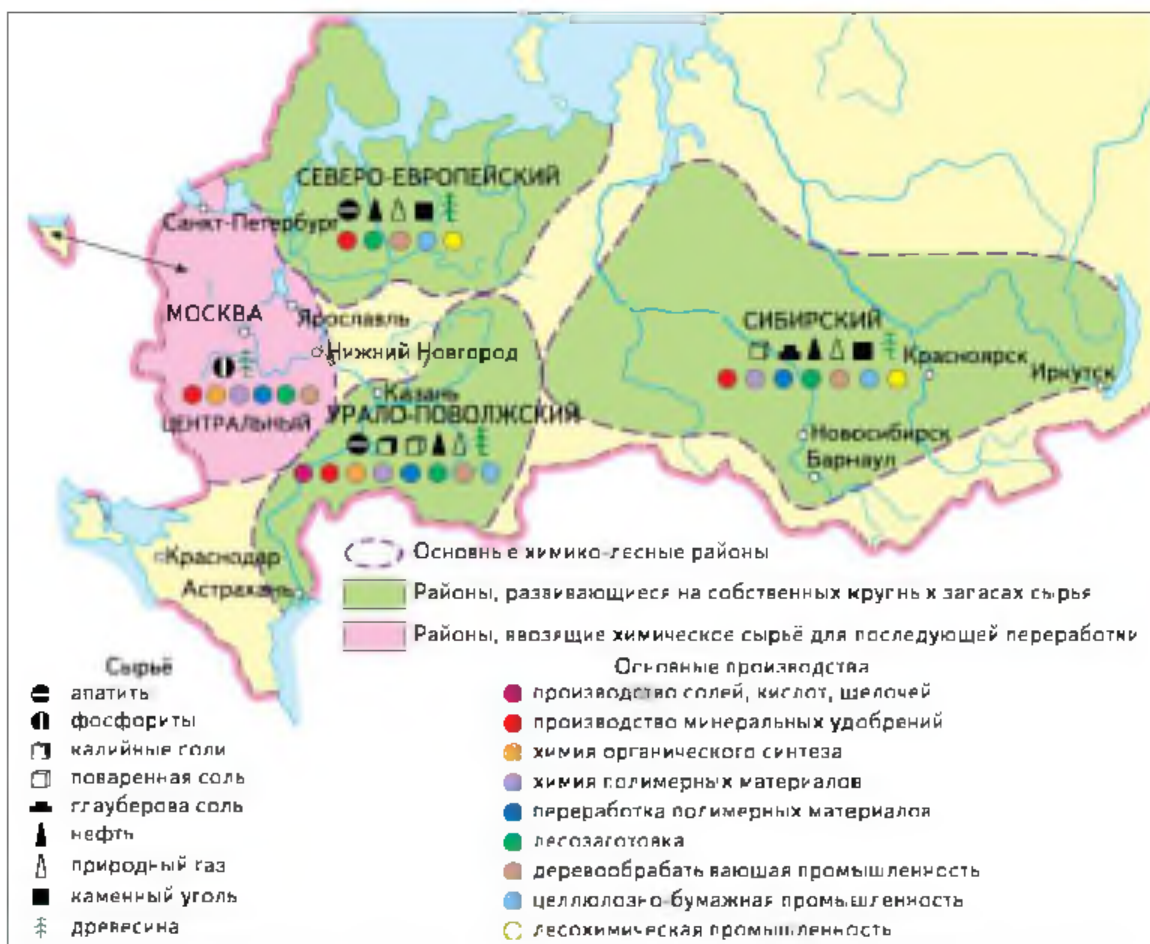 СЕВЕРО-ЕВРОПЕЙСКИЙ
Санкт-Петербург
МОСКВА
Ярославль
Нижний Новгород
СИБИРСКИЙ
Красноярск
Иркутск
Казань
ЦЕНТРАЛЬНЫЙ
УРАЛО-ПОВОЛЖСКИЙ
Новосибирск
Барнаул
Краснодар
Астрахань
Основные химико-лесные районы
Районы, развивающиеся на собственных крупных запасах сырья
Районы, ввозящие химическое сырьё для последующей переработки
Сырьё
апатиты
фосфориты
калийные соли
поваренная соль
глауберова соль
нефть
природный газ
каменный уголь
древесина
Основные производства
производство солей, кислот, щелочей
производство минеральных удобрений
химия органического синтеза
химия полимерных материалов
переработка полимерных материалов
лесозаготовка
деревообрабатывающая промышленность
целлюлозно-бумажная промышленность
лесохимическая промышленность